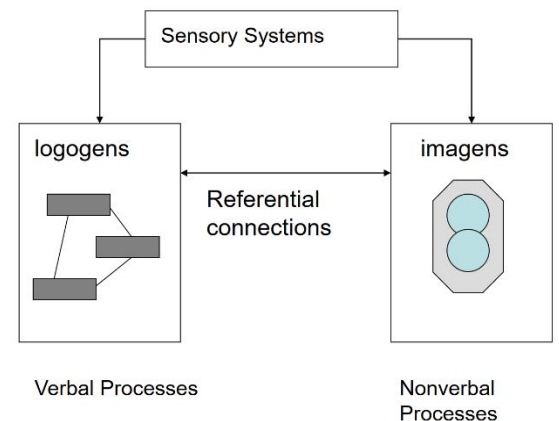 Sensory Systems
logogens
imagens
Referential
connections
Verbal Processes
Nonverbal
Processes